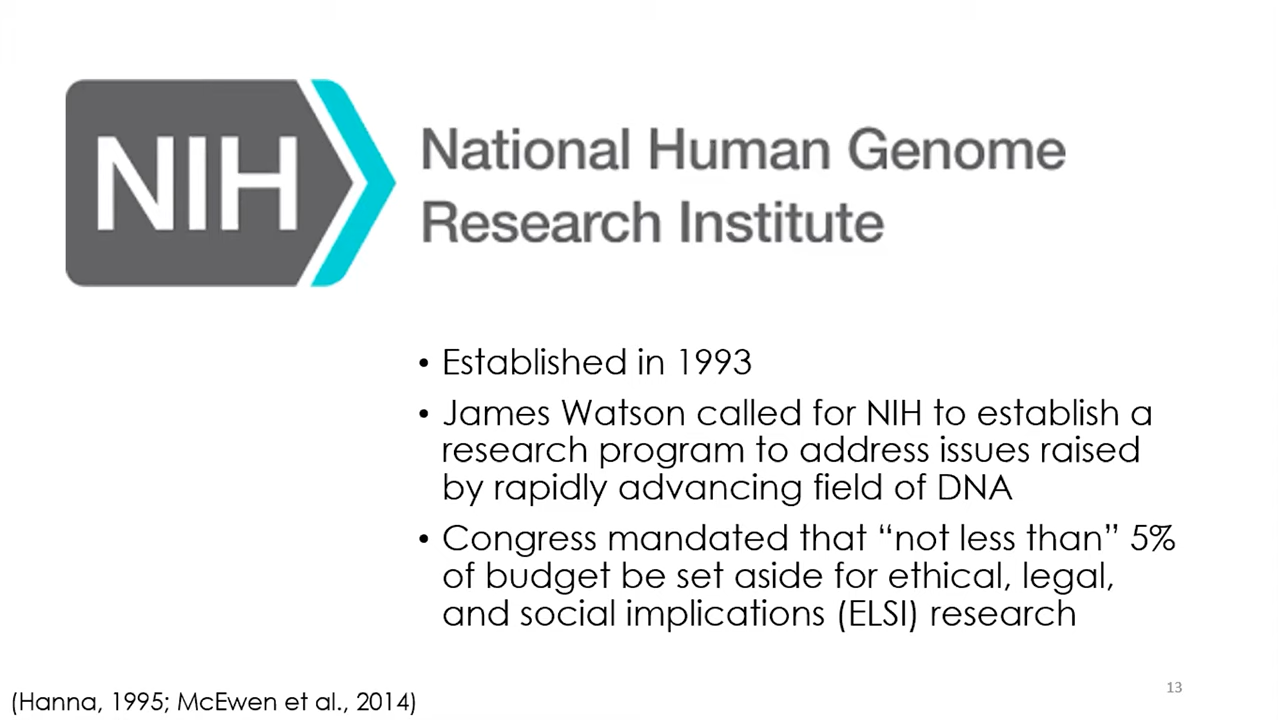 NIH
National Human Genome
Research Institute
• Established in 1993
• James Watson called for NIH to establish a
research program to address issues raised
by rapidly advancing field of DNA
• Congress mandated that “not less than” 5%
of budget be set aside for ethical, legal,
and social implications (ELSI) research
(Hanna, 1995; McEwen et al., 2014)
13